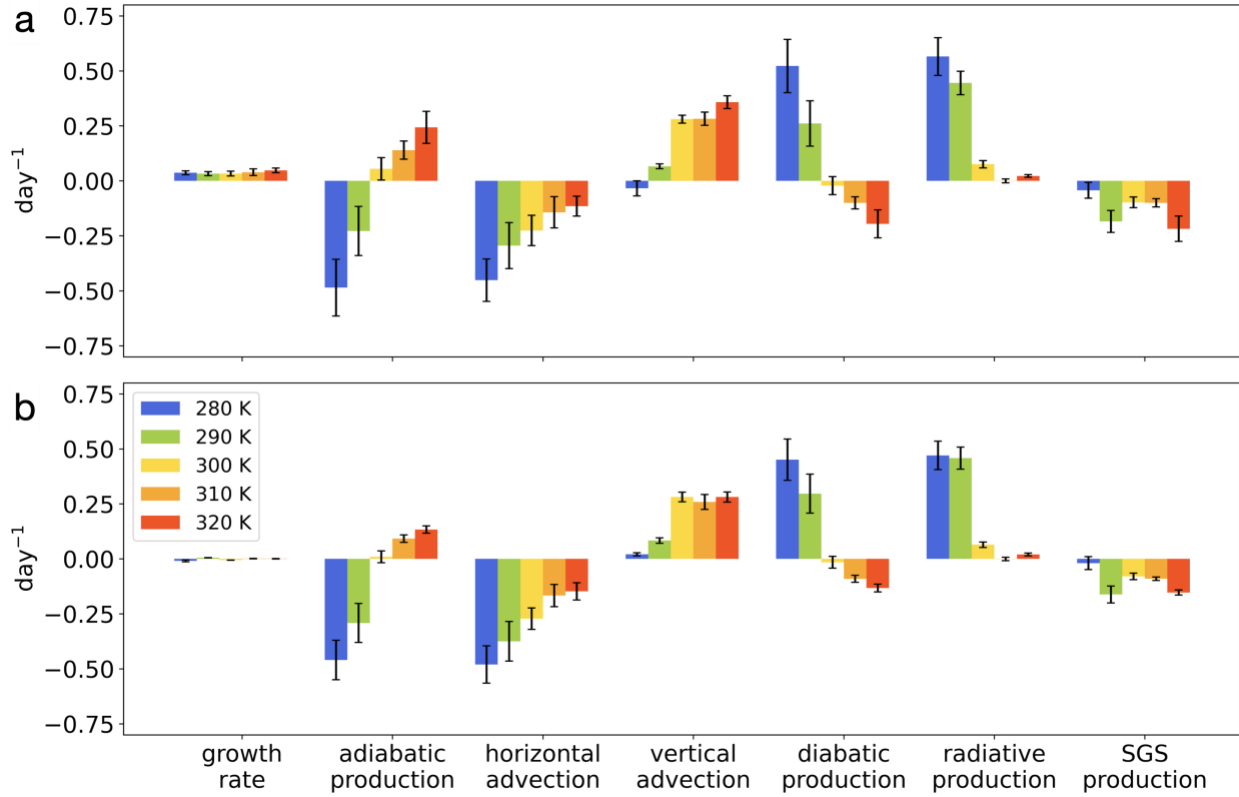 a
0.75
0.50
0.25
0.00
−0.25
−0.50
−0.75
day⁻¹
b
0.75
0.50
0.25
0.00
−0.25
−0.50
−0.75
day⁻¹
280 K
290 K
300 K
310 K
320 K
growth
rate
adiabatic
production
horizontal
advection
vertical
advection
diabatic
production
radiative
production
SGS
production